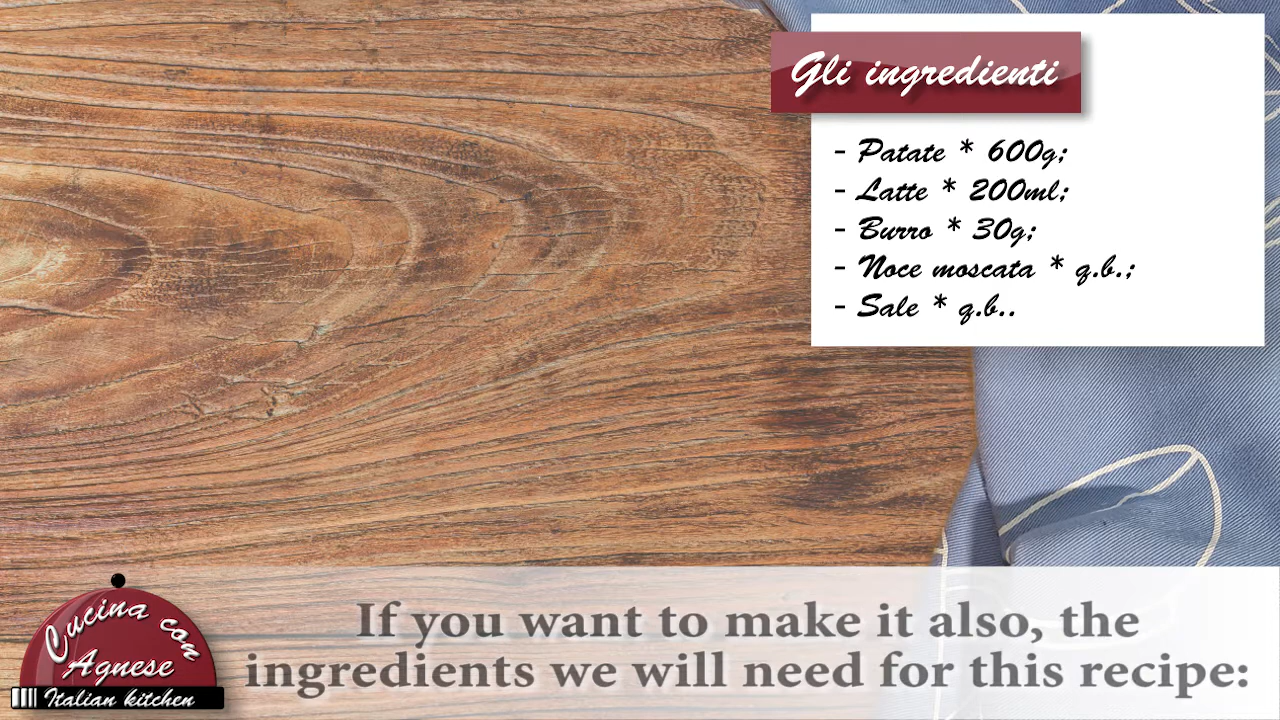 Gli ingredienti
- Patate * 600g;
- Latte * 200ml;
- Burro * 30g;
- Noce moscata * q.b.;
- Sale * q.b..
If you want to make it also, the
ingredients we will need for this recipe:
Cucina con
Agnese
Italian kitchen